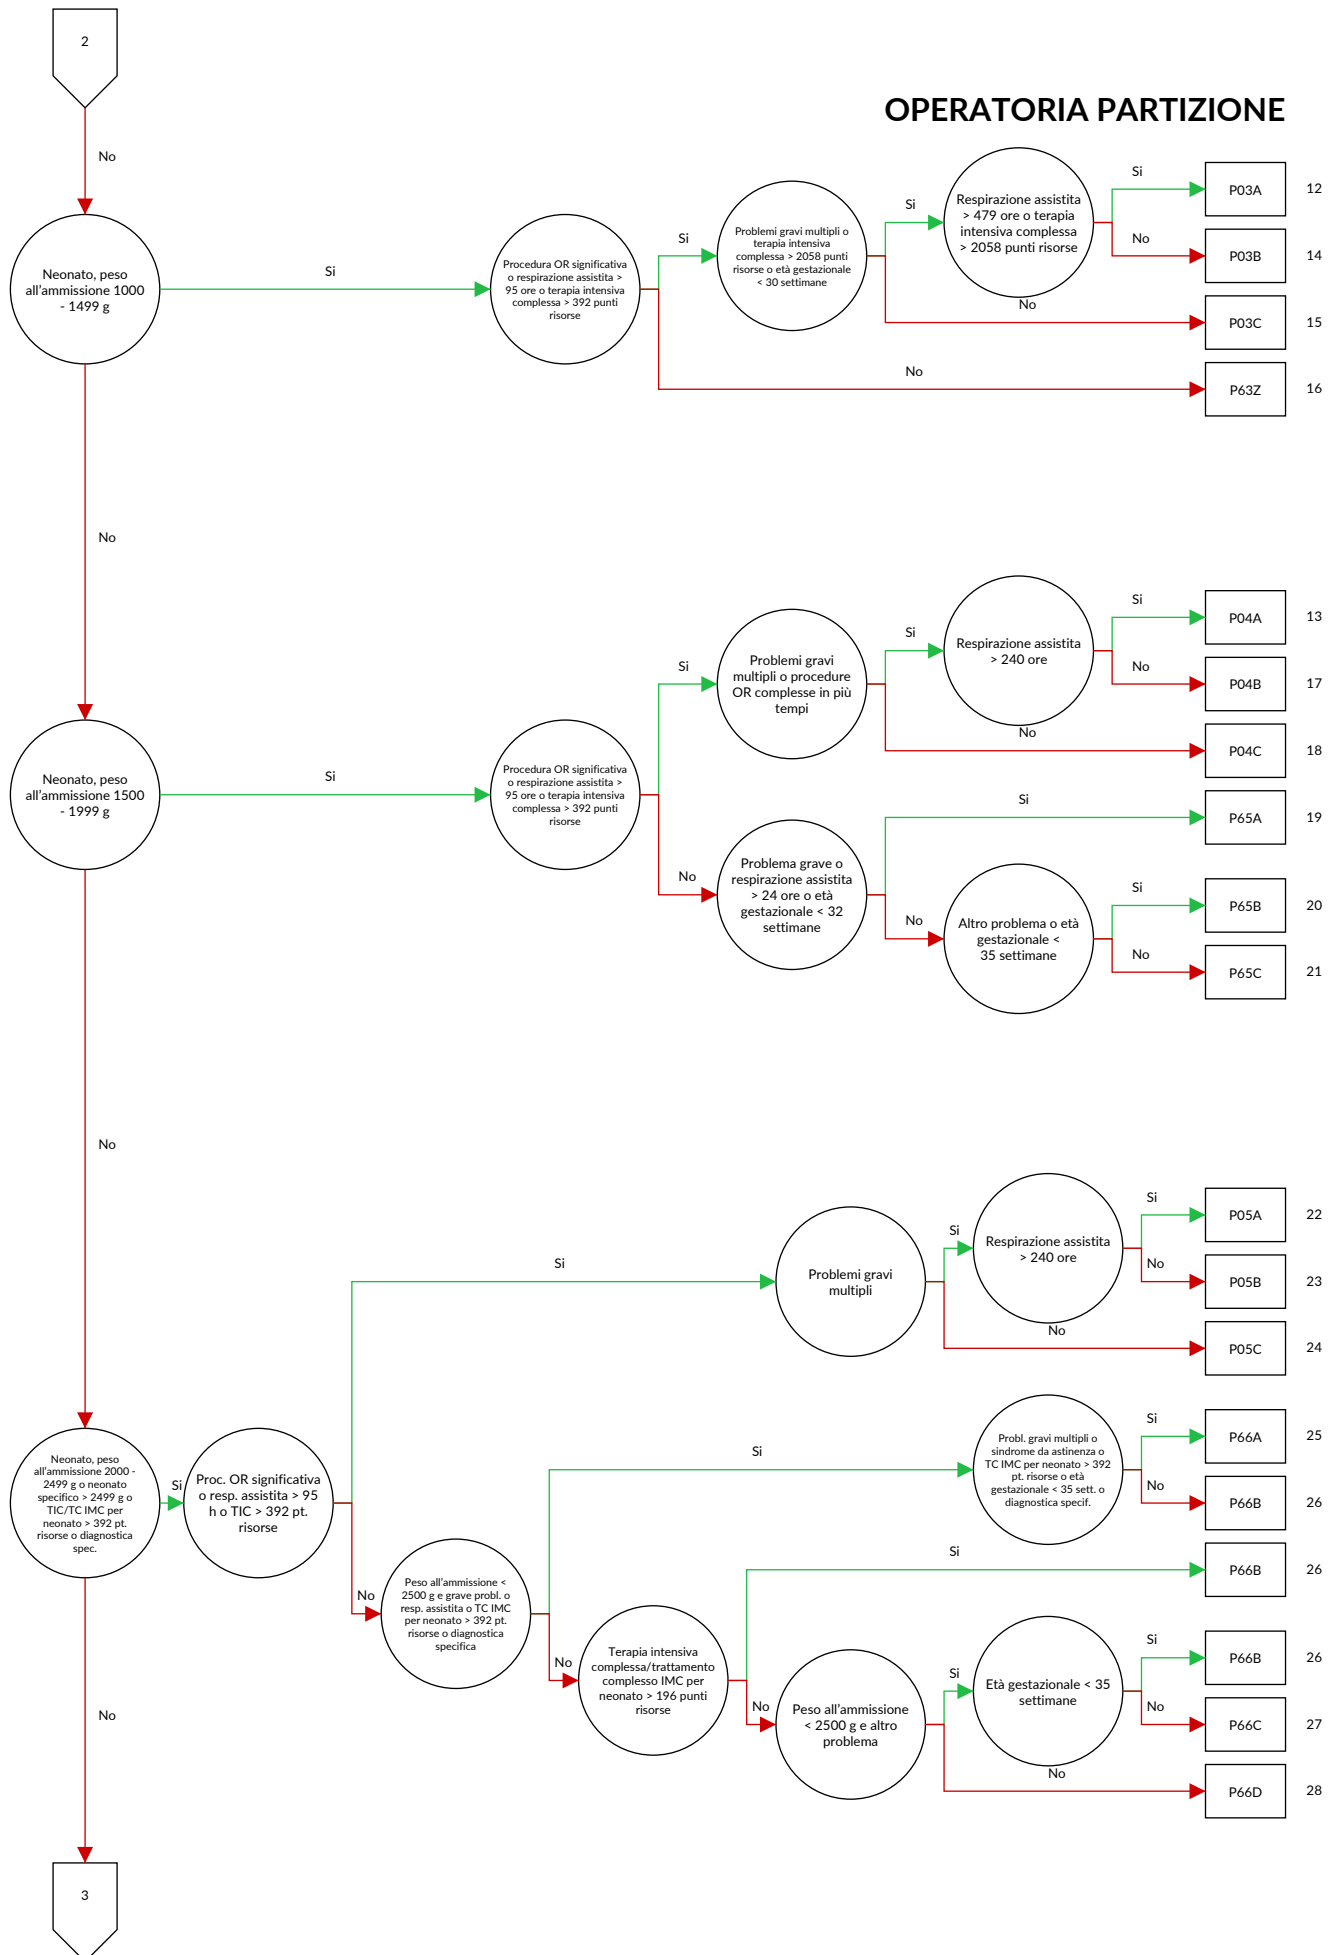 2
OPERATORIA PARTIZIONE
No
Neonato, peso
all'ammissione 1000
- 1499 g
Si
Procedura OR significativa
o respirazione assistita >
95 ore o terapia intensiva
complessa > 392 punti
risorse
Si
Problemi gravi multipli o
terapia intensiva
complessa > 2058 punti
risorse o età gestazionale
< 30 settimane
Si
Respirazione assistita
> 479 ore o terapia
intensiva complessa
> 2058 punti risorse
Si
P03A
12
No
P03B
14
No
P03C
15
No
P63Z
16
No
Neonato, peso
all'ammissione 1500
- 1999 g
Si
Procedura OR significativa
o respirazione assistita >
95 ore o terapia intensiva
complessa > 392 punti
risorse
Si
Problemi gravi
multipli o procedure
OR complesse in più
tempi
Si
Respirazione assistita
> 240 ore
Si
P04A
13
No
P04B
17
No
P04C
18
No
Problema grave o
respirazione assistita
> 24 ore o età
gestazionale < 32
settimane
Si
P65A
19
No
Altro problema o età
gestazionale <
35 settimane
Si
P65B
20
No
P65C
21
No
Neonato, peso
all'ammissione 2000 -
2499 g o neonato
specifico > 2499 g o
TIC/TC IMC per
neonato > 392 pt.
risorse o diagnostica
spec.
Si
Proc. OR significativa
o resp. assistita > 95
h o TIC > 392 pt.
risorse
Si
Problemi gravi
multipli
Si
Respirazione assistita
> 240 ore
Si
P05A
22
No
P05B
23
No
P05C
24
No
Peso all'ammissione <
2500 g e grave probl. o
resp. assistita o TC IMC
per neonato > 392 pt.
risorse o diagnostica
specifica
Si
Probl. gravi multipli o
sindrome da astinenza o
TC IMC per neonato > 392
pt. risorse o età
gestazionale < 35 sett. o
diagnostica specif.
Si
P66A
25
No
P66B
26
No
Terapia intensiva
complessa/trattamento
complesso IMC per
neonato > 196 punti
risorse
Si
P66B
26
No
Peso all'ammissione
< 2500 g e altro
problema
Si
Età gestazionale < 35
settimane
Si
P66B
26
No
P66C
27
No
P66D
28
No
3